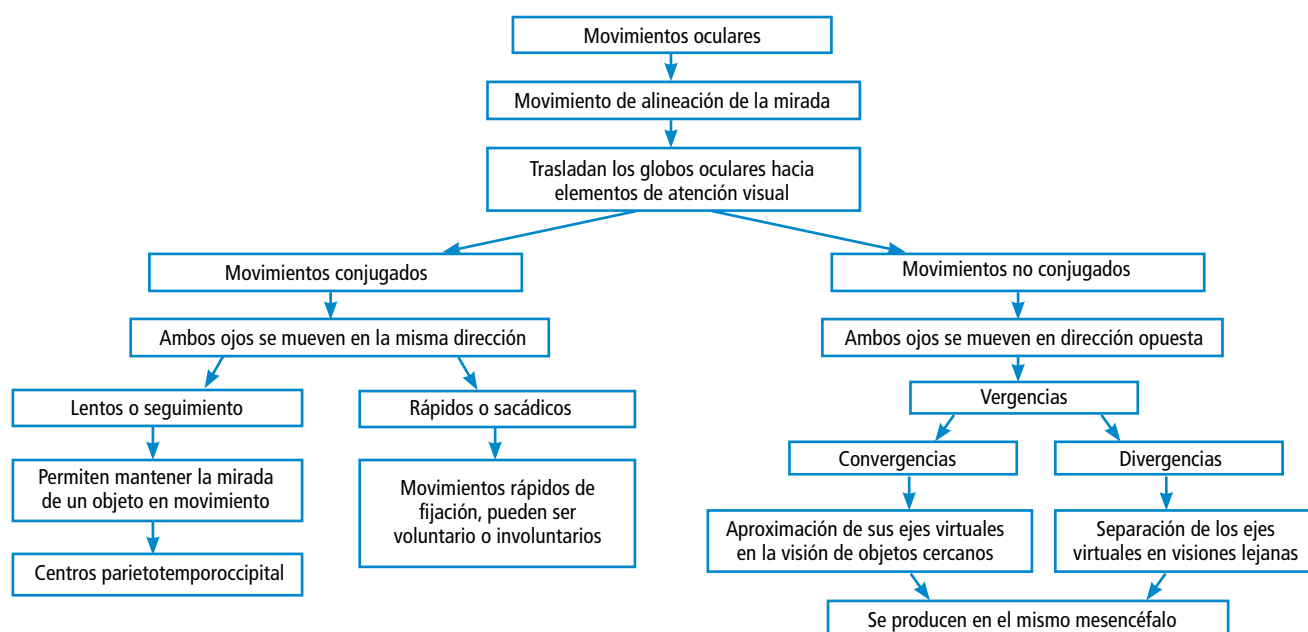 Movimientos oculares
Movimiento de alineación de la mirada
Trasladan los globos oculares hacia
elementos de atención visual
Movimientos conjugados
Ambos ojos se mueven en la misma dirección
Lentos o seguimiento
Permiten mantener la mirada
de un objeto en movimiento
Centros parietotemporoccipital
Rápidos o sacádicos
Movimientos rápidos de
fijación, pueden ser
voluntario o involuntarios
Movimientos no conjugados
Ambos ojos se mueven en dirección opuesta
Vergencias
Convergencias
Aproximación de sus ejes virtuales
en la visión de objetos cercanos
Divergencias
Separación de los ejes
virtuales en visiones lejanas
Se producen en el mismo mesencéfalo